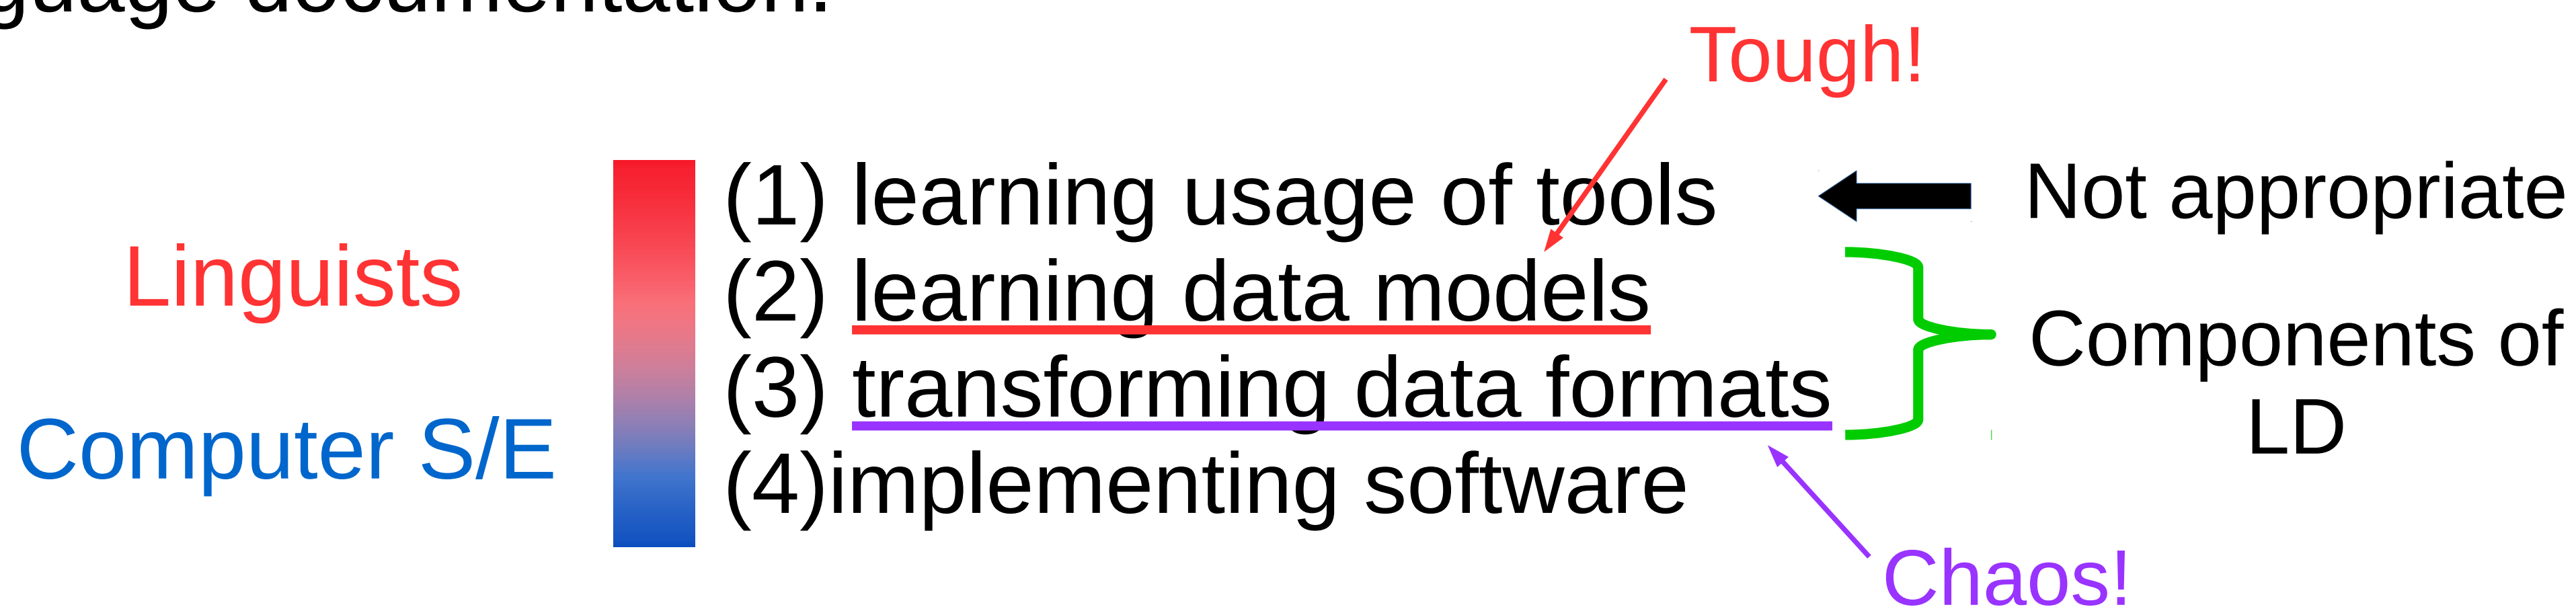 documentation.
Tough!
(1) learning usage of tools
Not appropriate
Linguists
(2) learning data models
Components of
LD
(3) transforming data formats
Computer S/E
(4)implementing software
Chaos!